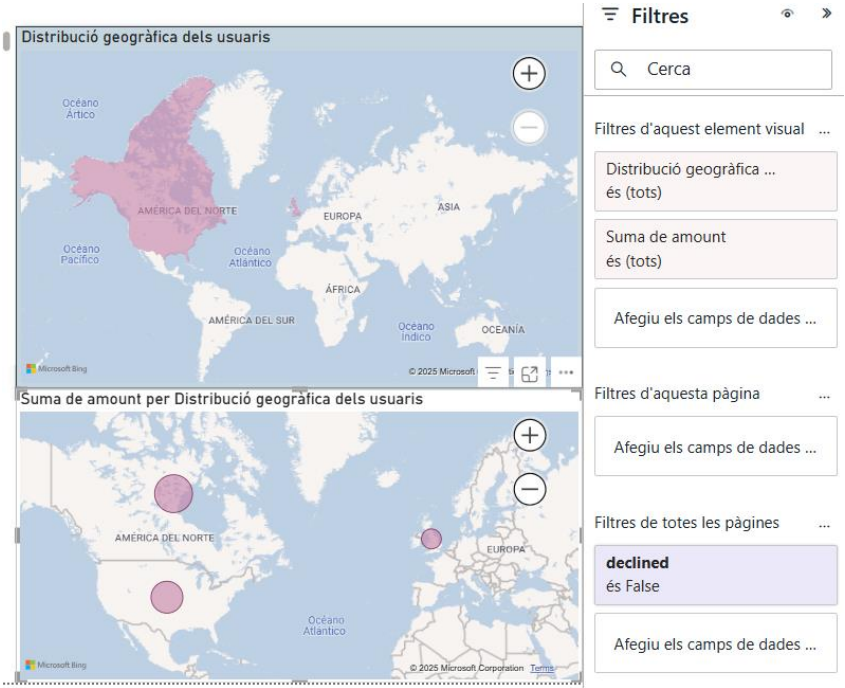 Distribució geogràfica dels usuaris
Océano
Ártico
AMÉRICA DEL NORTE
EUROPA
ASIA
Océano
Pacífico
Océano
Atlántico
ÁFRICA
AMÉRICA DEL SUR
Océano
Índico
OCEANÍA
Microsoft Bing
© 2025 Microsoft
Suma de amount per Distribució geogràfica dels usuaris
AMÉRICA DEL NORTE
EUROPA
Océano
Atlántico
Microsoft Bing
© 2025 Microsoft Corporation Terms
Filtres
Cerca
Filtres d'aquest element visual ...
Distribució geogràfica ...
és (tots)
Suma de amount
és (tots)
Afegiu els camps de dades ...
Filtres d'aquesta pàgina ...
Afegiu els camps de dades ...
Filtres de totes les pàgines ...
declined
és False
Afegiu els camps de dades ...